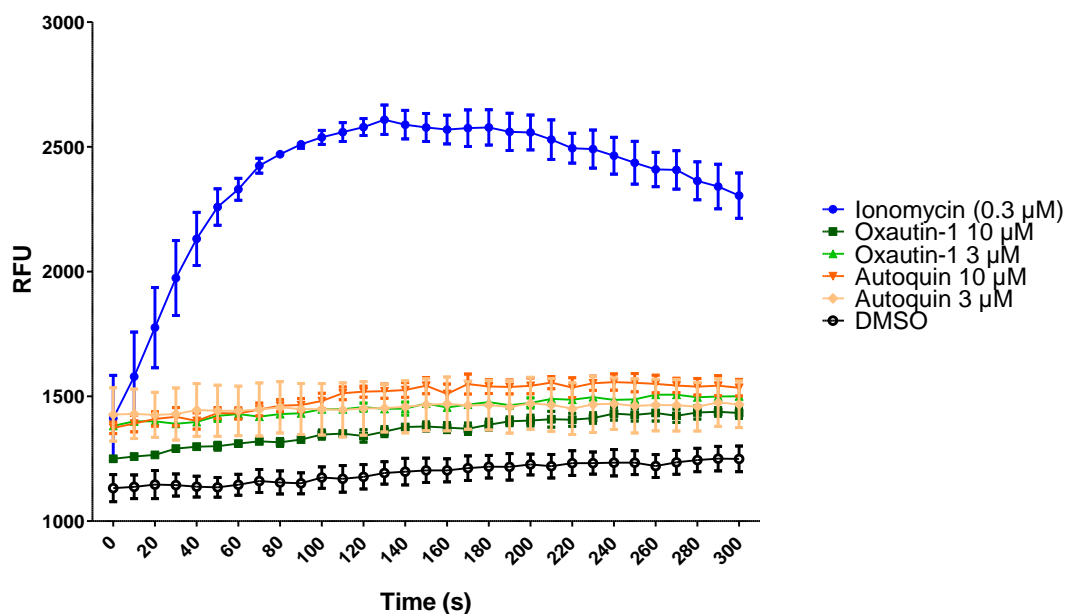 3000
2500
2000
1500
1000
RFU
0
20
40
60
80
100
120
140
160
180
200
220
240
260
280
300
Time (s)
Ionomycin (0.3 µM)
Oxautin-1 10 µM
Oxautin-1 3 µM
Autoquin 10 µM
Autoquin 3 µM
DMSO